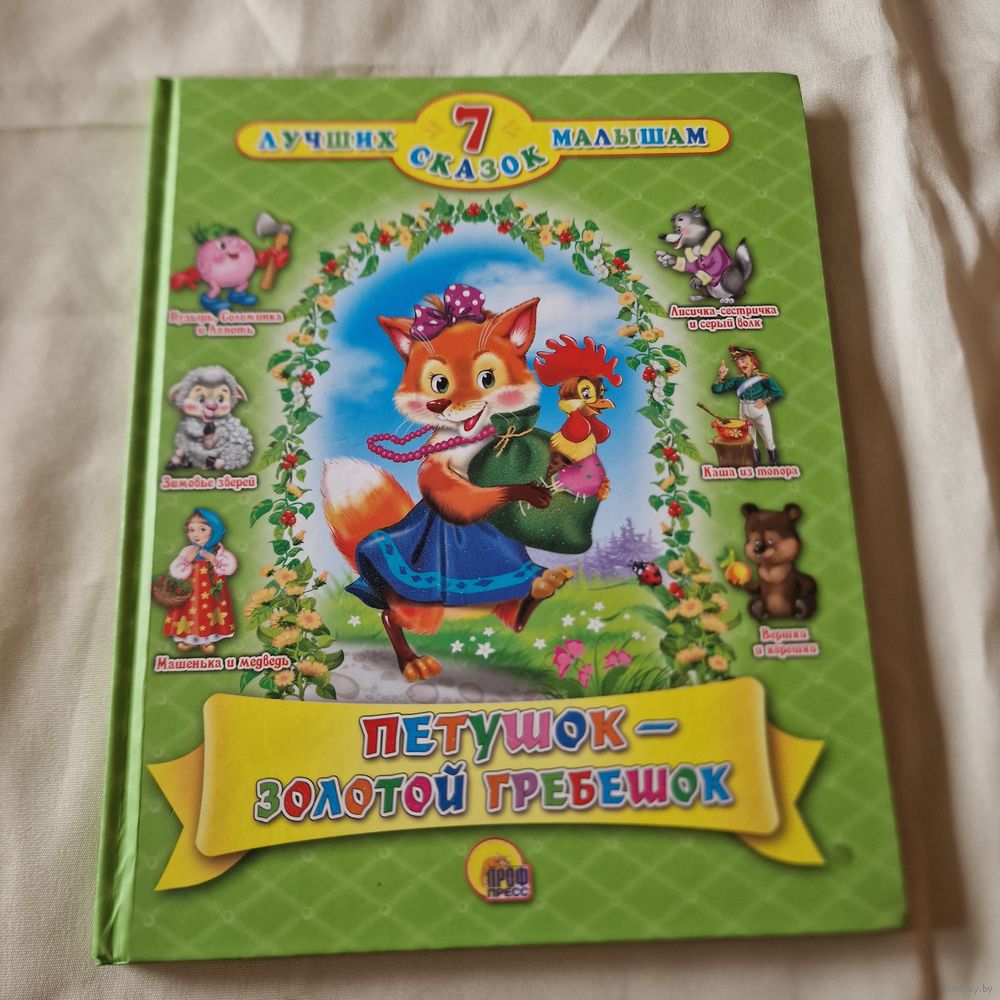 7
ЛУЧШИХ СКАЗОК МАЛЫШАМ
Пузырь, Соломинка
и Лапоть
Лисичка-сестричка
и серый волк
Зимовье зверей
Каша из топора
Машенька и медведь
Вершки
и корешки
ПЕТУШОК –
ЗОЛОТОЙ ГРЕБЕШОК
ПРОФ
ПРЕСС